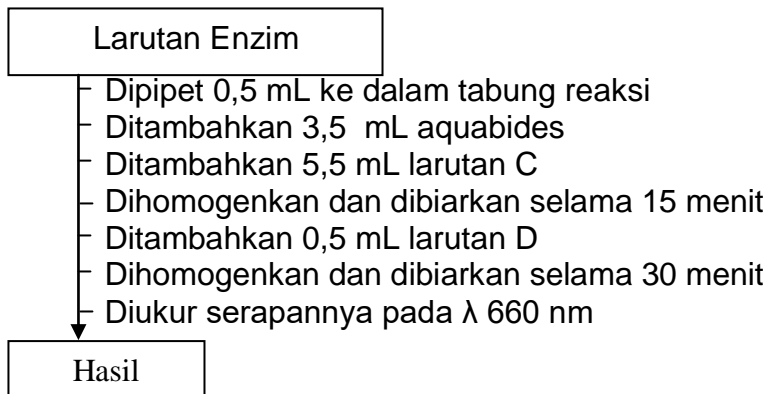 Larutan Enzim
- Dipipet 0,5 mL ke dalam tabung reaksi
- Ditambahkan 3,5 mL aquabides
- Ditambahkan 5,5 mL larutan C
- Dihomogenkan dan dibiarkan selama 15 menit
- Ditambahkan 0,5 mL larutan D
- Dihomogenkan dan dibiarkan selama 30 menit
- Diukur serapannya pada λ 660 nm
Hasil